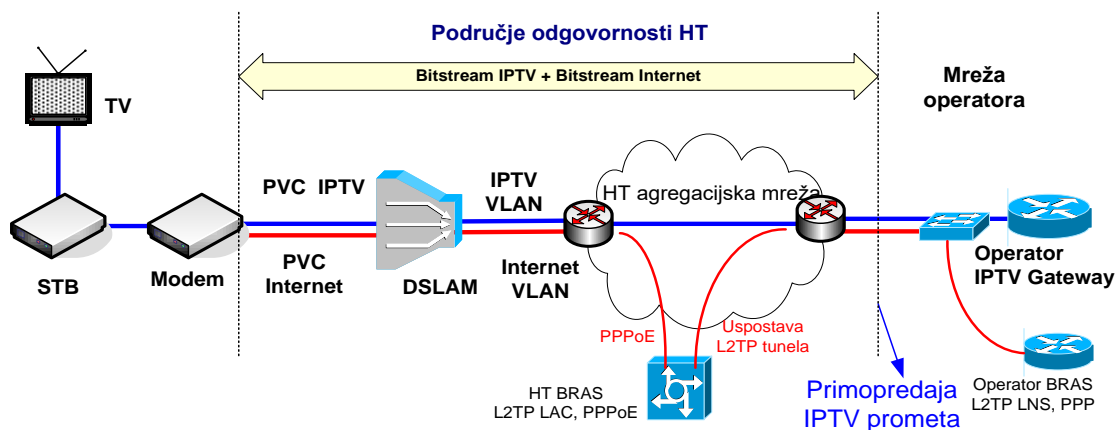 Područje odgovornosti HT
Bitstream IPTV + Bitstream Internet
Mreža
operatora
TV
PVC IPTV
IPTV
VLAN
HT agregacijska mreža
STB
Modem
PVC
Internet
DSLAM
Internet
VLAN
Operator
IPTV Gateway
PPPoE
Uspostava
L2TP tunela
HT BRAS
L2TP LAC, PPPoE
Primopredaja
IPTV prometa
Operator BRAS
L2TP LNS, PPP